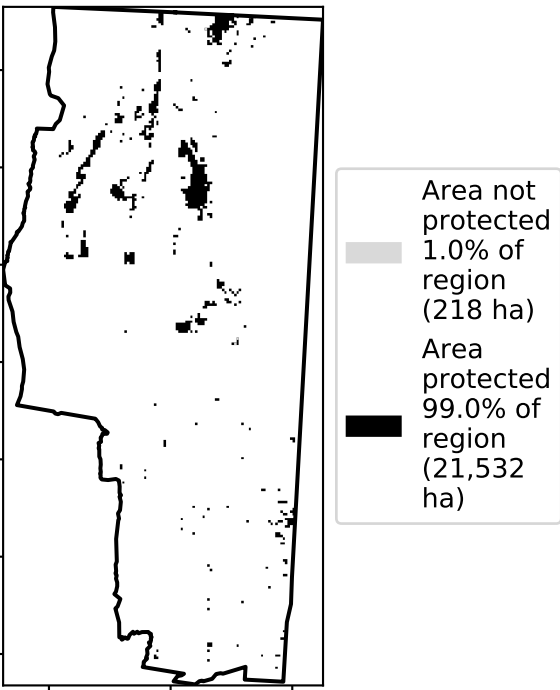 Area not
protected
1.0% of
region
(218 ha)
Area
protected
99.0% of
region
(21,532
ha)